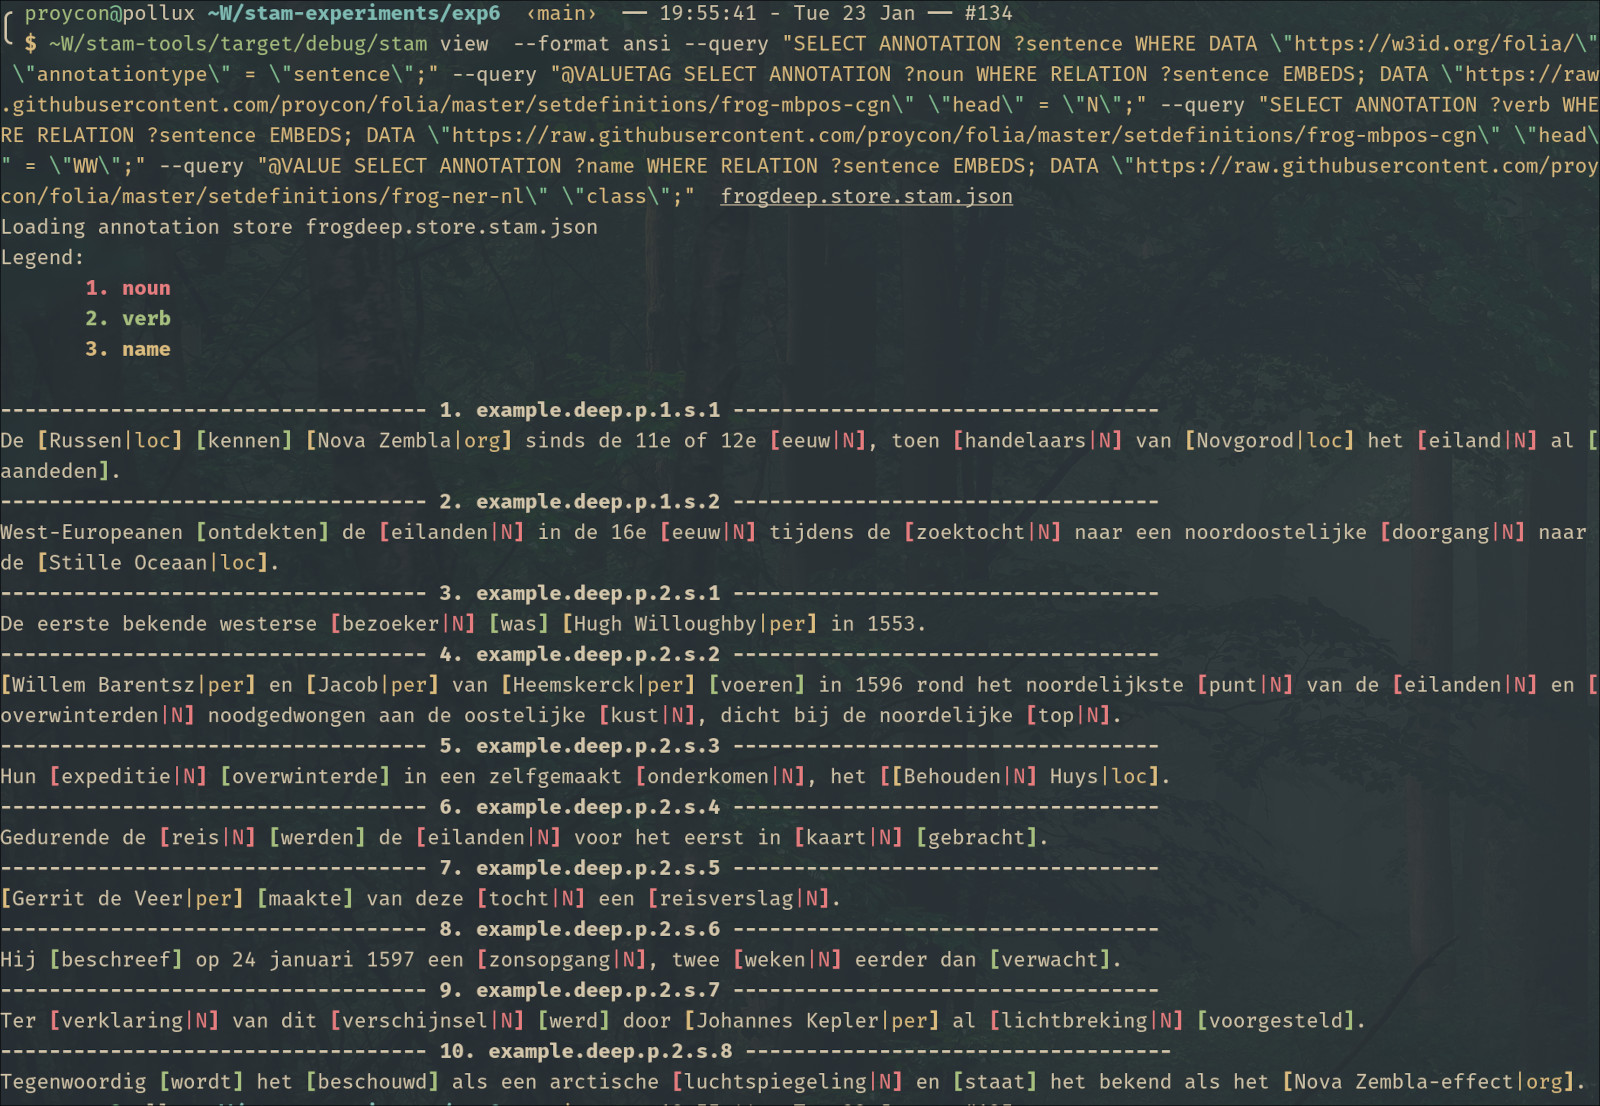 proycon@pollux ~W/stam-experiments/exp6 ‹main› —— 19:55:41 - Tue 23 Jan —— #134
$ ~W/stam-tools/target/debug/stam view  --format ansi --query "SELECT ANNOTATION ?sentence WHERE DATA \"https://w3id.org/folia/\"
\"annotationtype\" = \"sentence\";" --query "@VALUETAG SELECT ANNOTATION ?noun WHERE RELATION ?sentence EMBEDS; DATA \"https://raw
.githubusercontent.com/proycon/folia/master/setdefinitions/frog-mbpos-cgn\" \"head\" = \"N\";" --query "SELECT ANNOTATION ?verb WHE
RE RELATION ?sentence EMBEDS; DATA \"https://raw.githubusercontent.com/proycon/folia/master/setdefinitions/frog-mbpos-cgn\" \"head\
" = \"WW\";" --query "@VALUE SELECT ANNOTATION ?name WHERE RELATION ?sentence EMBEDS; DATA \"https://raw.githubusercontent.com/proy
con/folia/master/setdefinitions/frog-ner-nl\" \"class\";"  frogdeep.store.stam.json
Loading annotation store frogdeep.store.stam.json
Legend:
1. noun
2. verb
3. name
----------------------------------- 1. example.deep.p.1.s.1 -----------------------------------
De [Russen|loc] [kennen] [Nova Zembla|org] sinds de 11e of 12e [eeuw|N], toen [handelaars|N] van [Novgorod|loc] het [eiland|N] al [
aandeden].
----------------------------------- 2. example.deep.p.1.s.2 -----------------------------------
West-Europeanen [ontdekten] de [eilanden|N] in de 16e [eeuw|N] tijdens de [zoektocht|N] naar een noordoostelijke [doorgang|N] naar
de [Stille Oceaan|loc].
----------------------------------- 3. example.deep.p.2.s.1 -----------------------------------
De eerste bekende westerse [bezoeker|N] [was] [Hugh Willoughby|per] in 1553.
----------------------------------- 4. example.deep.p.2.s.2 -----------------------------------
[Willem Barentsz|per] en [Jacob|per] van [Heemskerck|per] [voeren] in 1596 rond het noordelijkste [punt|N] van de [eilanden|N] en [
overwinterden|N] noodgedwongen aan de oostelijke [kust|N], dicht bij de noordelijke [top|N].
----------------------------------- 5. example.deep.p.2.s.3 -----------------------------------
Hun [expeditie|N] [overwinterde] in een zelfgemaakt [onderkomen|N], het [[Behouden|N] Huys|loc].
----------------------------------- 6. example.deep.p.2.s.4 -----------------------------------
Gedurende de [reis|N] [werden] de [eilanden|N] voor het eerst in [kaart|N] [gebracht].
----------------------------------- 7. example.deep.p.2.s.5 -----------------------------------
[Gerrit de Veer|per] [maakte] van deze [tocht|N] een [reisverslag|N].
----------------------------------- 8. example.deep.p.2.s.6 -----------------------------------
Hij [beschreef] op 24 januari 1597 een [zonsopgang|N], twee [weken|N] eerder dan [verwacht].
----------------------------------- 9. example.deep.p.2.s.7 -----------------------------------
Ter [verklaring|N] van dit [verschijnsel|N] [werd] door [Johannes Kepler|per] al [lichtbreking|N] [voorgesteld].
----------------------------------- 10. example.deep.p.2.s.8 -----------------------------------
Tegenwoordig [wordt] het [beschouwd] als een arctische [luchtspiegeling|N] en [staat] het bekend als het [Nova Zembla-effect|org].